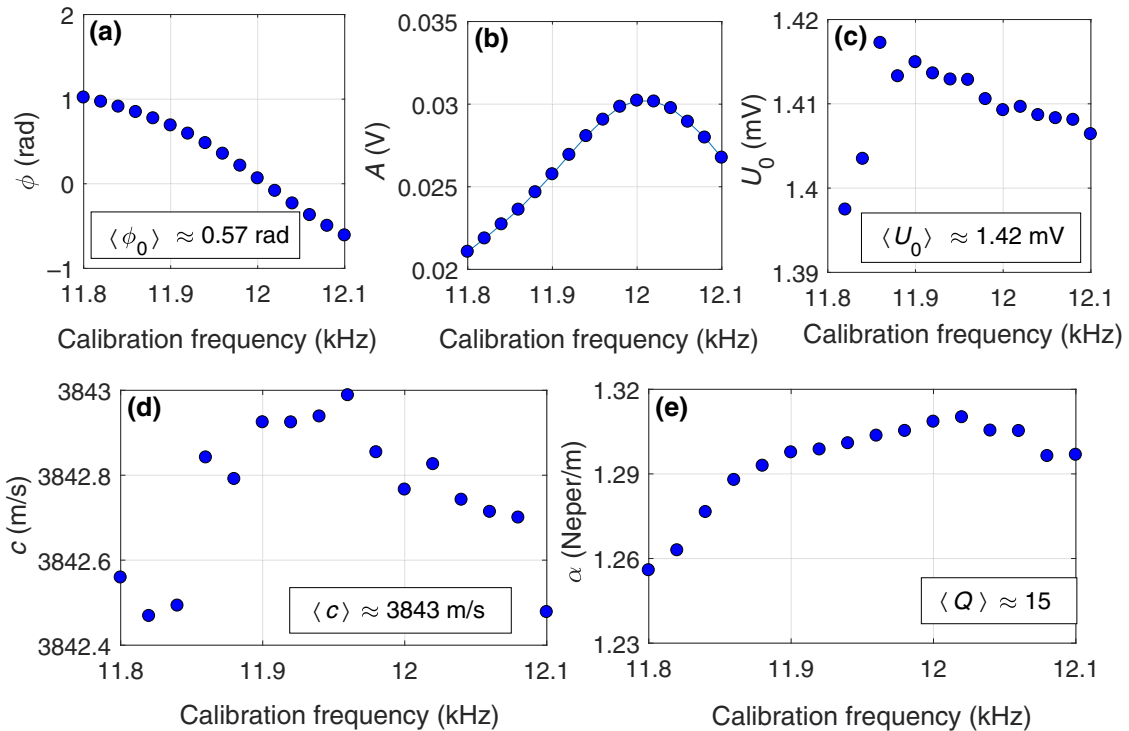 (a)
2
1
0
−1
ϕ (rad)
⟨ϕ₀⟩ ≈ 0.57 rad
11.8 11.9 12 12.1
Calibration frequency (kHz)
(b)
0.035
0.03
0.025
0.02
A (V)
11.8 11.9 12 12.1
Calibration frequency (kHz)
(c)
1.42
1.41
1.4
1.39
U₀ (mV)
⟨U₀⟩ ≈ 1.42 mV
11.8 11.9 12 12.1
Calibration frequency (kHz)
(d)
3843
3842.8
3842.6
3842.4
c (m/s)
⟨c⟩ ≈ 3843 m/s
11.8 11.9 12 12.1
Calibration frequency (kHz)
(e)
1.32
1.29
1.26
1.23
α (Neper/m)
⟨Q⟩ ≈ 15
11.8 11.9 12 12.1
Calibration frequency (kHz)